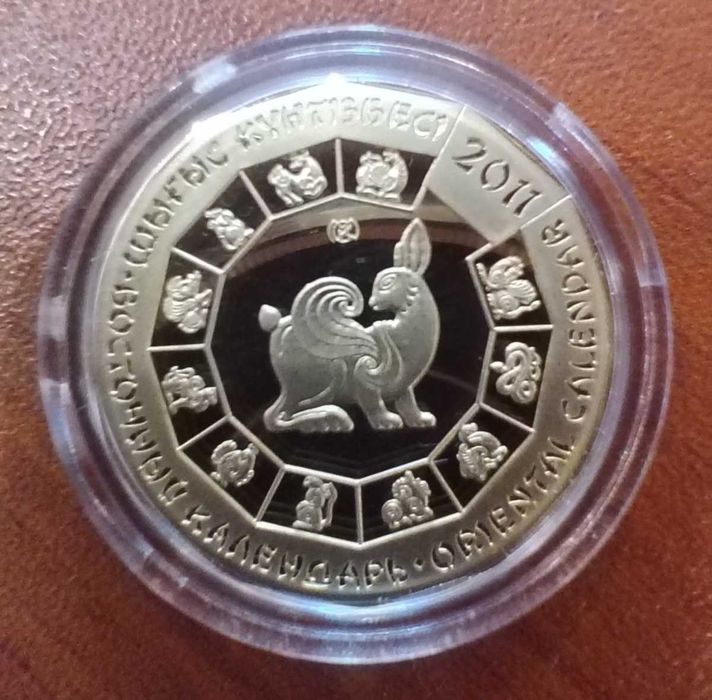 ШЫҒЫС КҮНТІЗБЕСІ
2011
ORIENTAL CALENDAR
ВОСТОЧНЫЙ КАЛЕНДАРЬ